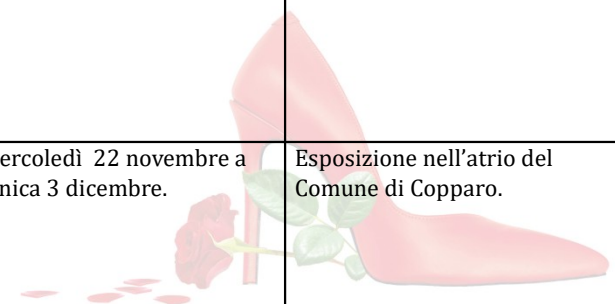 ercoledì 22 novembre a
nica 3 dicembre.
Esposizione nell’atrio del
Comune di Copparo.